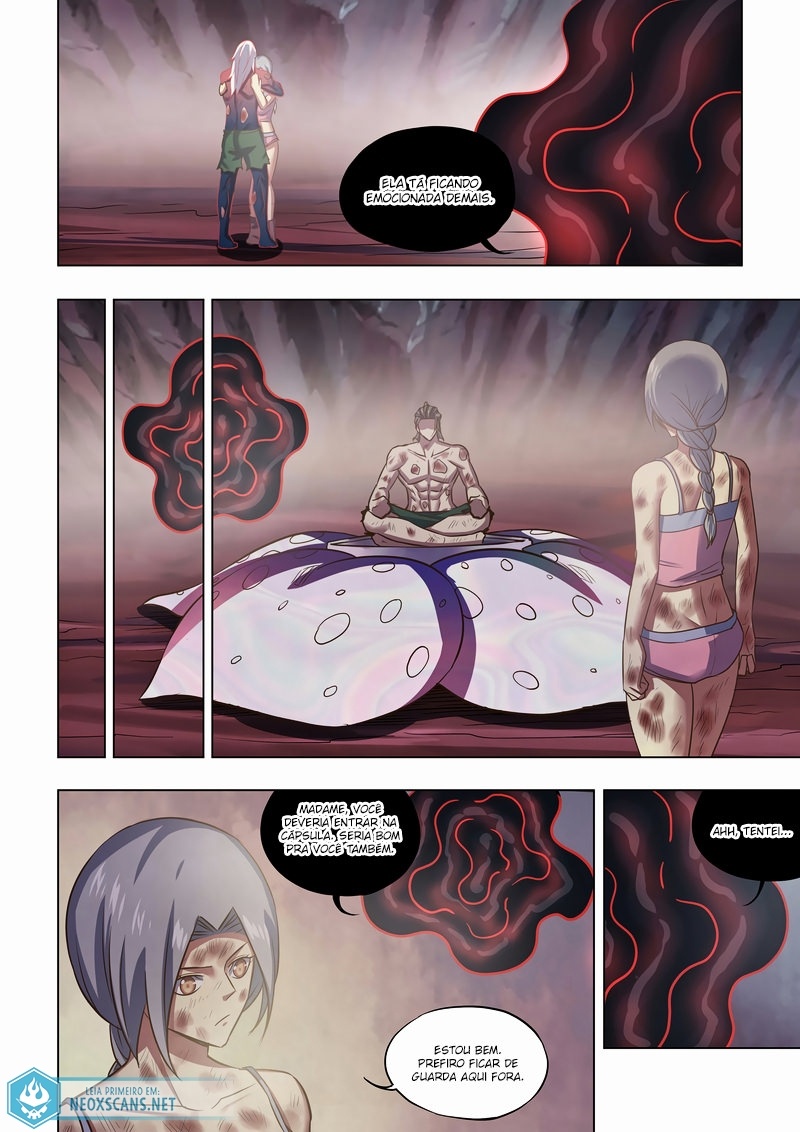 ELA TÁ FICANDO
EMOCIONADA DEMAIS.
MADAME, VOCÊ
DEVERIA ENTRAR NA
CÁPSULA. SERIA BOM
PRA VOCÊ TAMBÉM.
AHH, TENTEI...
ESTOU BEM.
PREFIRO FICAR DE
GUARDA AQUI FORA.
LEIA PRIMEIRO EM:
NEOXSCANS.NET